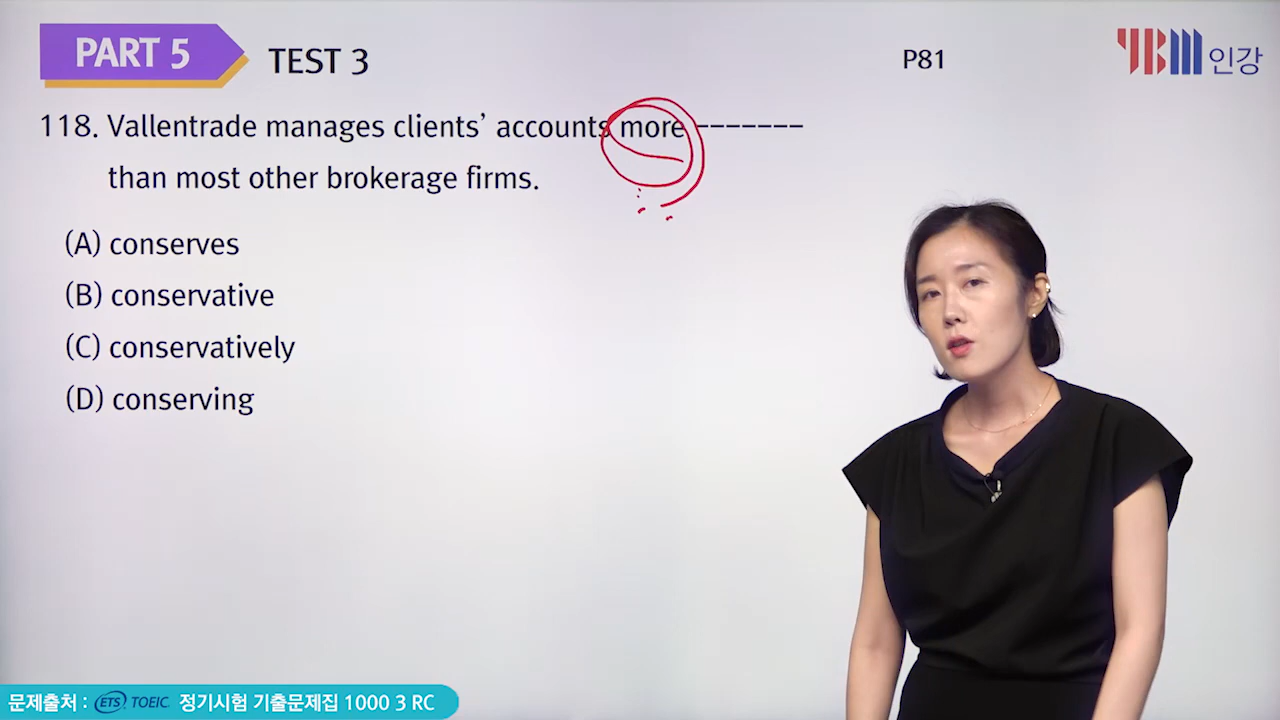 PART 5
TEST 3
P81
YBM 인강
118. Vallentrade manages clients’ accounts more -------
than most other brokerage firms.
(A) conserves
(B) conservative
(C) conservatively
(D) conserving
문제출처 : ETS TOEIC 정기시험 기출문제집 1000 3 RC